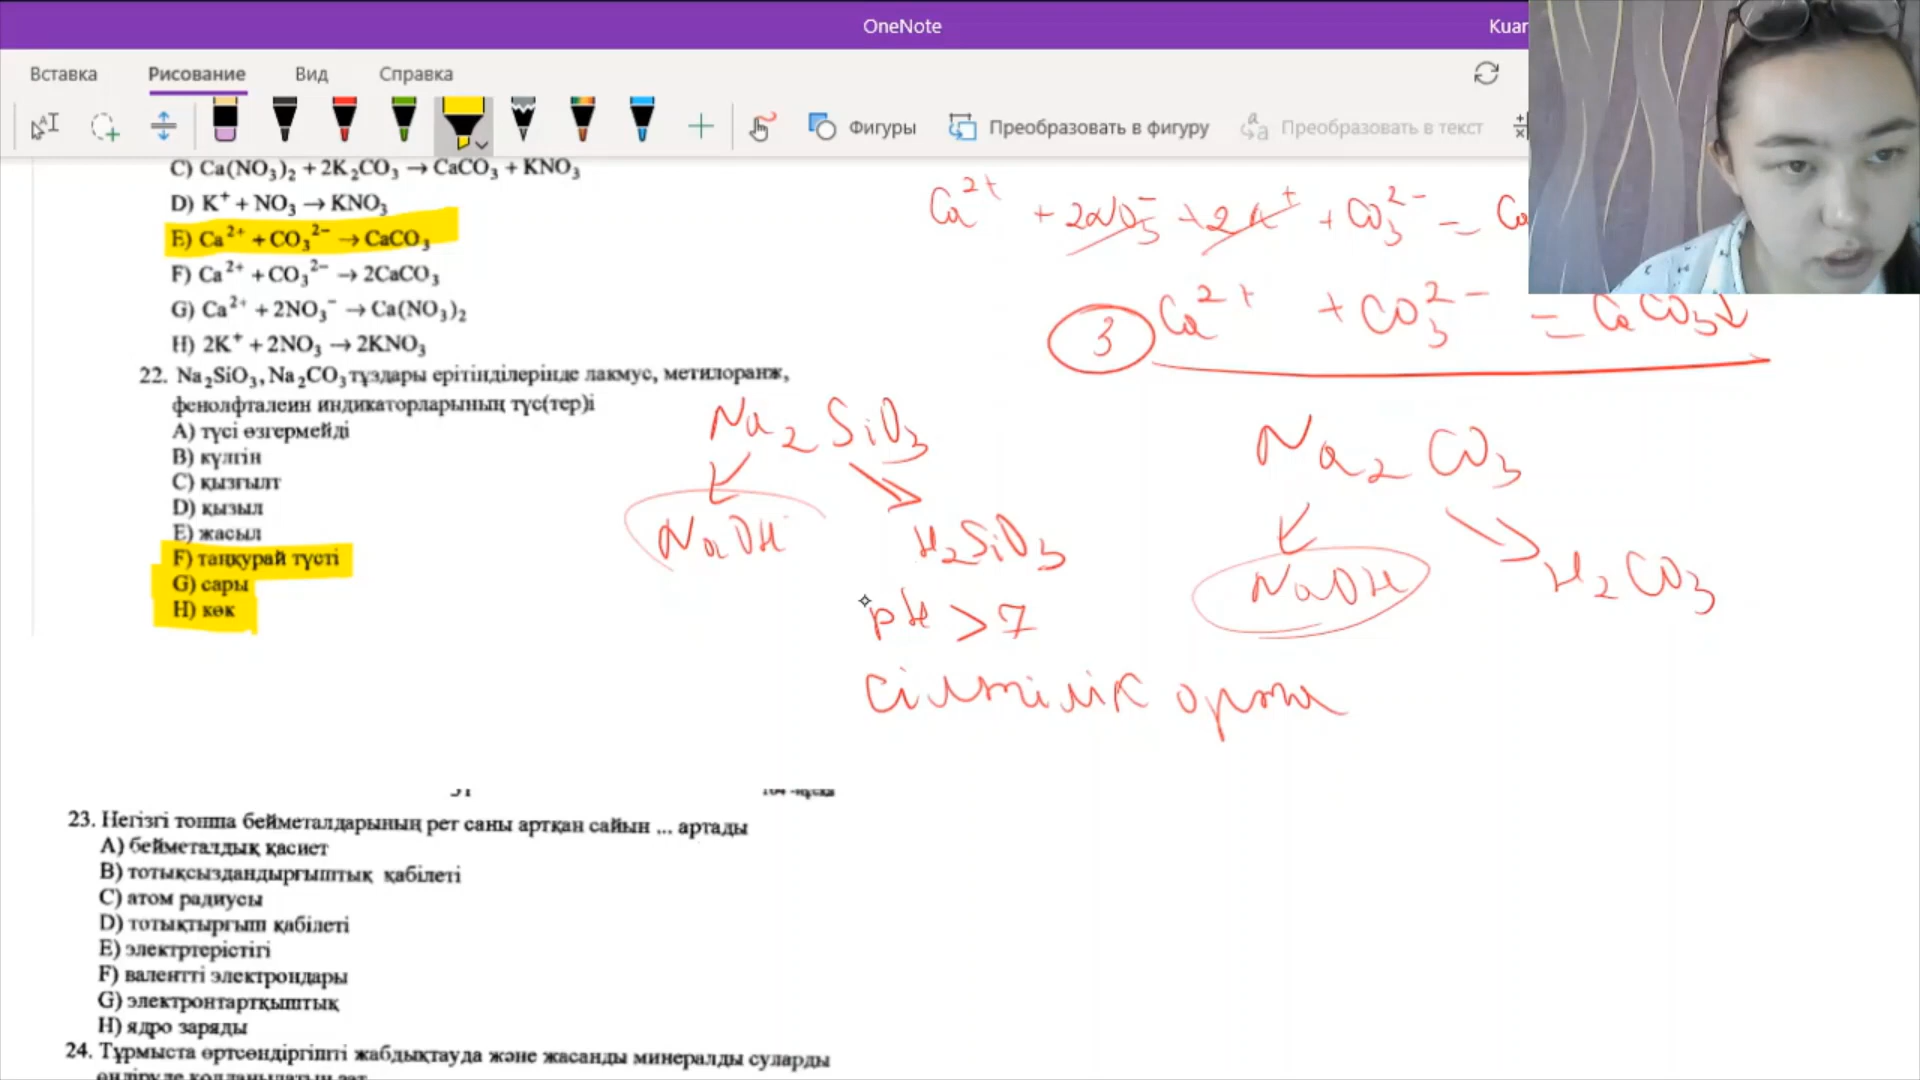 OneNote
Kuan
Вставка Рисование Вид Справка
Фигуры Преобразовать в фигуру Преобразовать в текст
C) Ca(NO₃)₂ + 2K₂CO₃ → CaCO₃ + KNO₃
D) K⁺ + NO₃ → KNO₃
E) Ca²⁺ + CO₃²⁻ → CaCO₃
F) Ca²⁺ + CO₃²⁻ → 2CaCO₃
G) Ca²⁺ + 2NO₃⁻ → Ca(NO₃)₂
H) 2K⁺ + 2NO₃ → 2KNO₃
Ca²⁺ + 2NO₃⁻ + 2K⁺ + CO₃²⁻ = Ca
3 Ca²⁺ + CO₃²⁻ = CaCO₃↓
22. Na₂SiO₃, Na₂CO₃ тұздары ерітінділерінде лакмус, метилоранж,
фенолфталеин индикаторларының түс(тер)і
A) түсі өзгермейді
B) күлгін
C) қызғылт
D) қызыл
E) жасыл
F) таңқурай түсті
G) сары
H) көк
Na₂SiO₃
NaOH H₂SiO₃
Na₂CO₃
NaOH H₂CO₃
pH > 7
сілтілік орта
23. Негізгі топша бейметалдарының рет саны артқан сайын ... артады
A) бейметалдық қасиет
B) тотықсыздандырғыштық қабілеті
C) атом радиусы
D) тотықтырғыш қабілеті
E) электртерістігі
F) валентті электрондары
G) электронтартқыштық
H) ядро заряды
24. Тұрмыста өртсөндіргішті жабдықтауда және жасанды минералды суларды
өндіруде қолданылатын зат